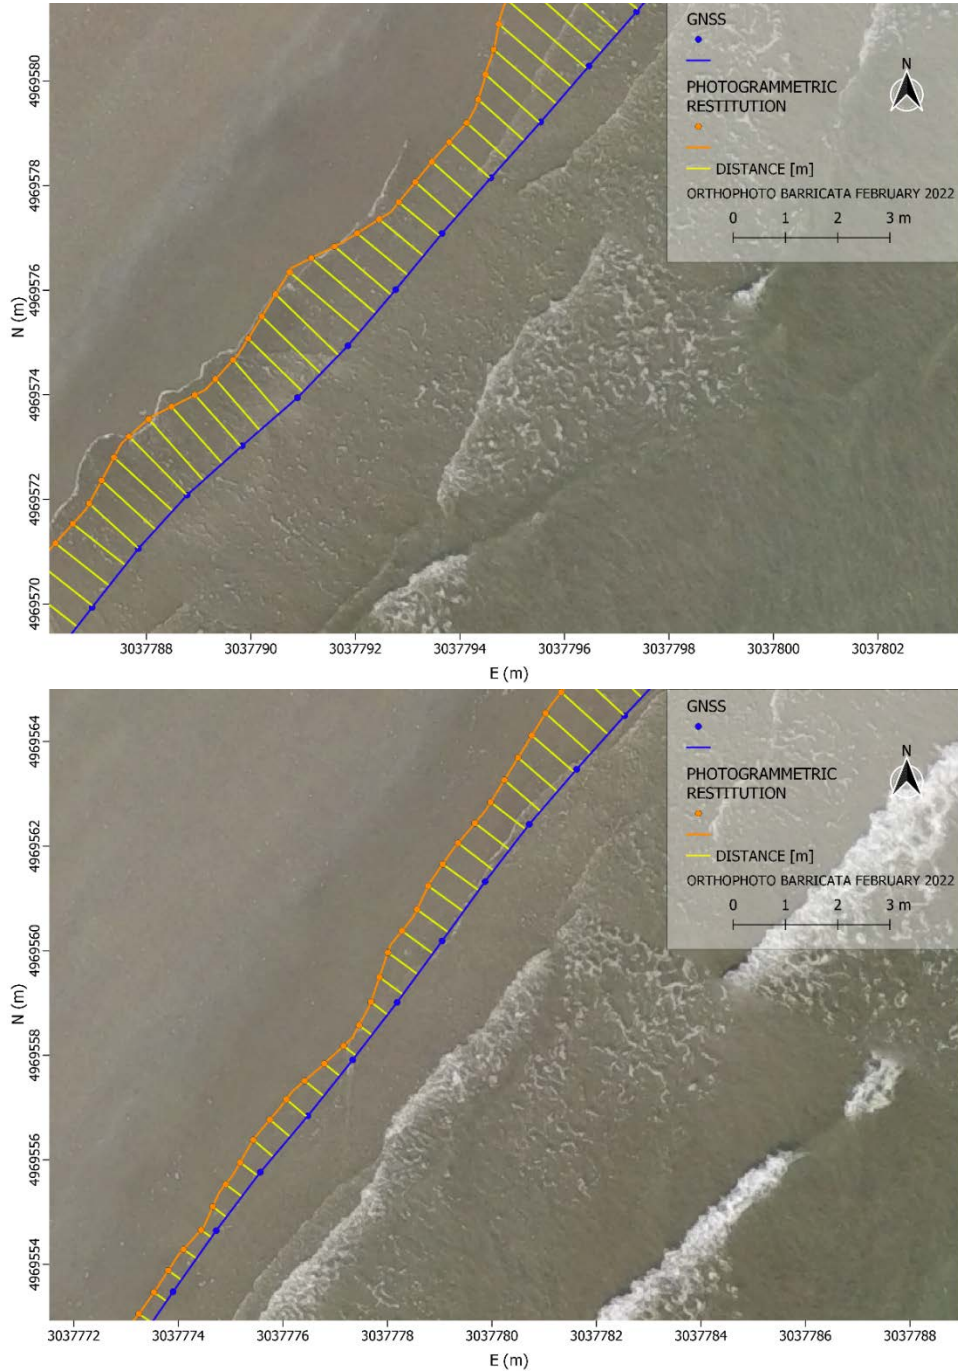 GNSS
N
4969580
PHOTOGRAMMETRIC
RESTITUTION
DISTANCE [m]
4969578
ORTHOPHOTO BARRICATA FEBRUARY 2022
0 1 2 3 m
4969576
N (m)
4969574
4969572
4969570
3037788 3037790 3037792 3037794 3037796 3037798 3037800 3037802
E (m)
GNSS
4969564
N
PHOTOGRAMMETRIC
RESTITUTION
4969562
DISTANCE [m]
ORTHOPHOTO BARRICATA FEBRUARY 2022
0 1 2 3 m
4969560
N (m)
4969558
4969556
4969554
3037772 3037774 3037776 3037778 3037780 3037782 3037784 3037786 3037788
E (m)